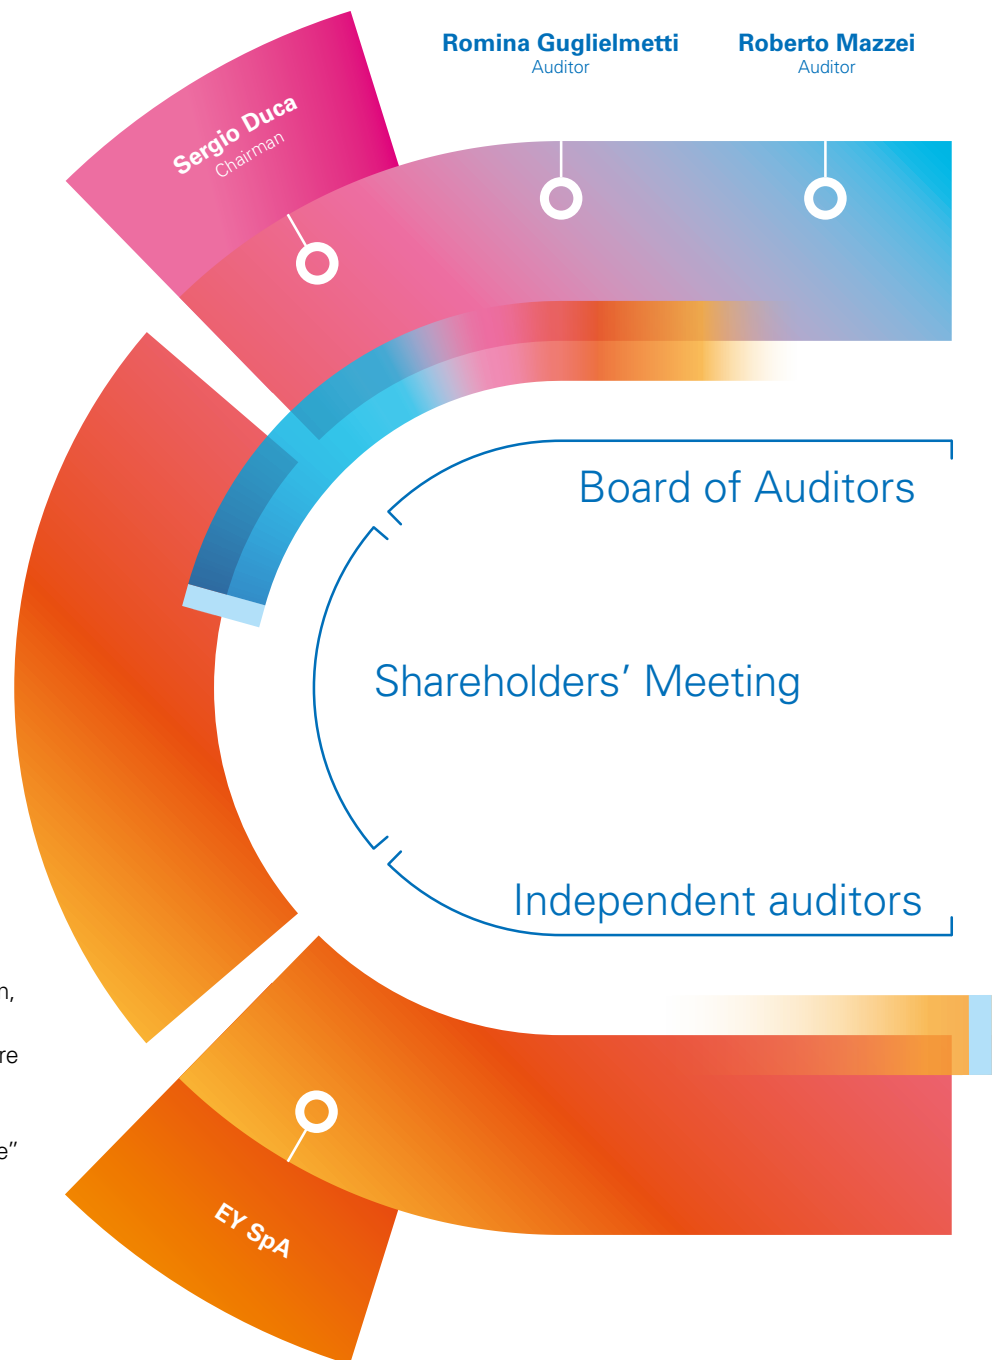 Romina Guglielmetti
Auditor
Roberto Mazzei
Auditor
Sergio Duca
Chairman
Board of Auditors
Shareholders’ Meeting
Independent auditors
EY SpA